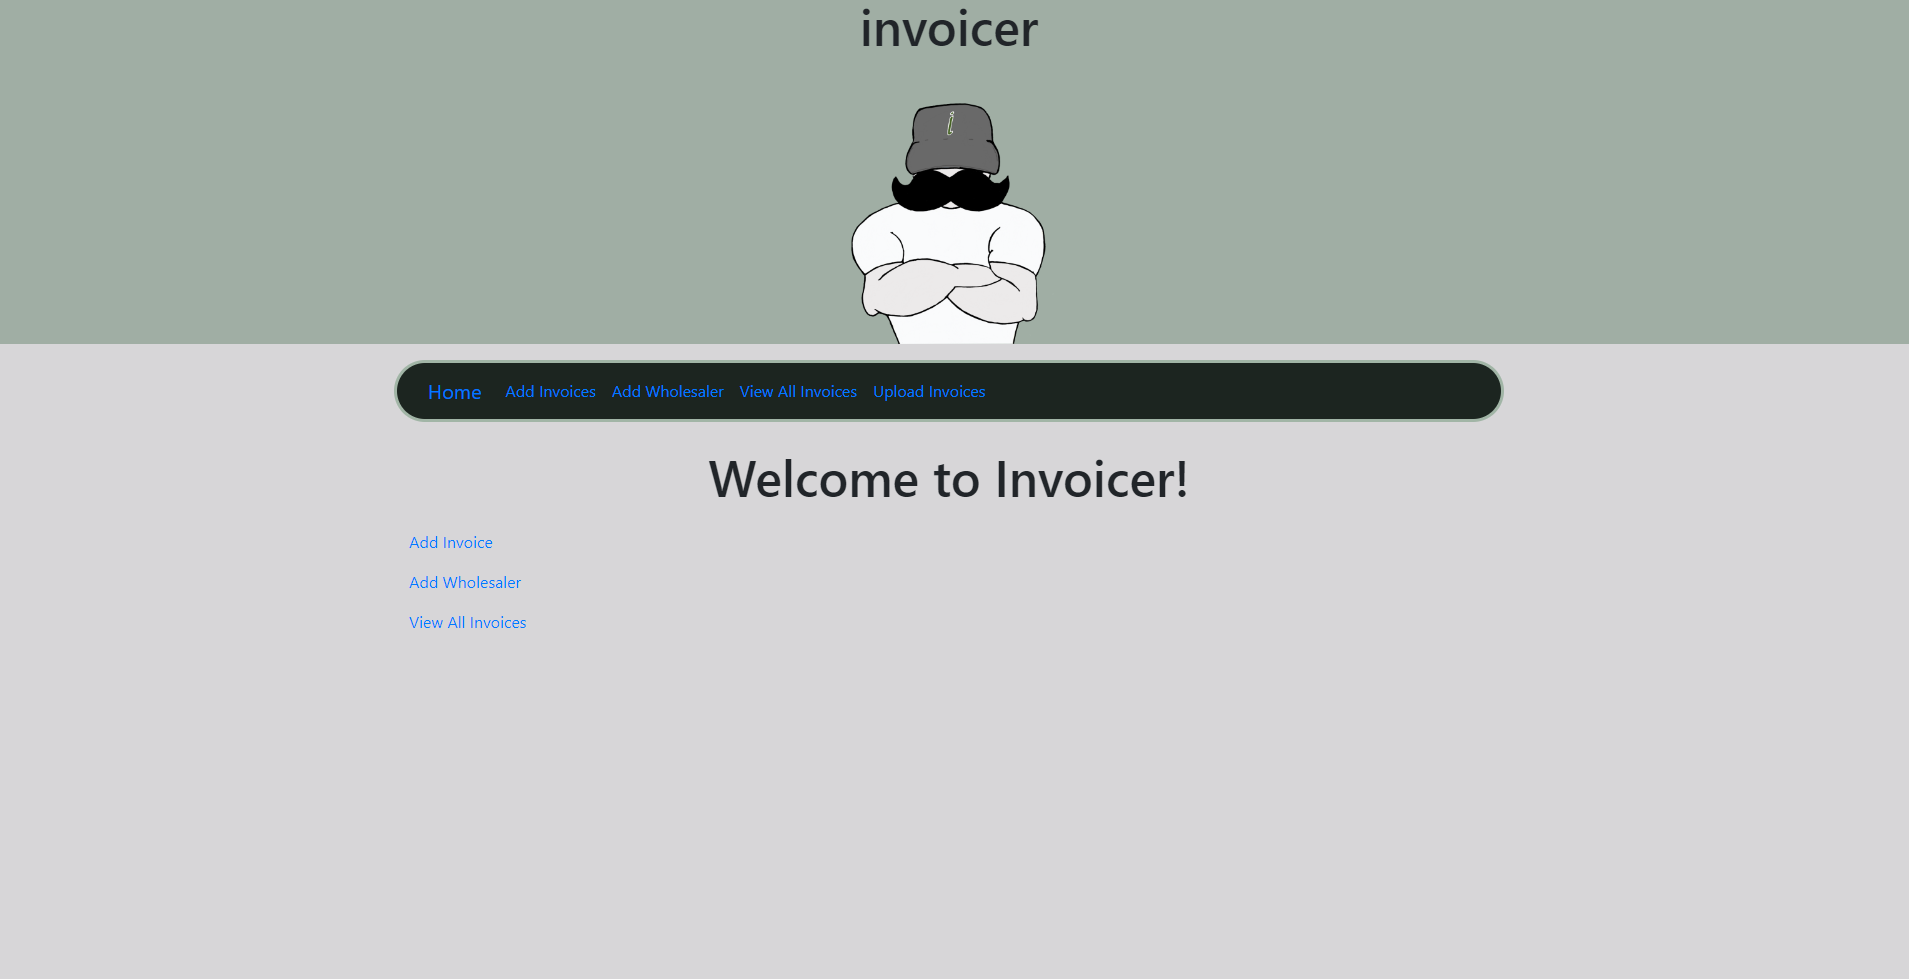 invoicer
i
Home Add Invoices Add Wholesaler View All Invoices Upload Invoices
Welcome to Invoicer!
Add Invoice
Add Wholesaler
View All Invoices